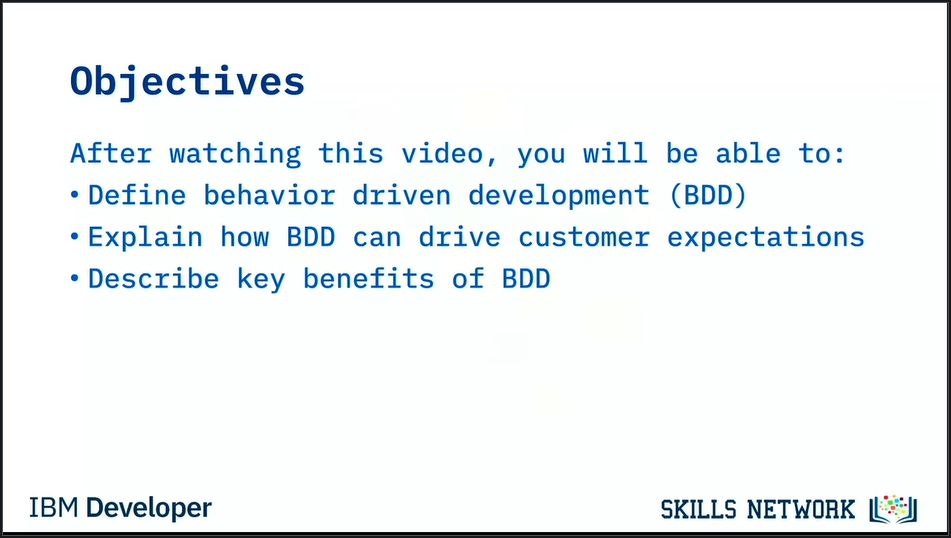 Objectives
After watching this video, you will be able to:
• Define behavior driven development (BDD)
• Explain how BDD can drive customer expectations
• Describe key benefits of BDD
IBM Developer
SKILLS NETWORK